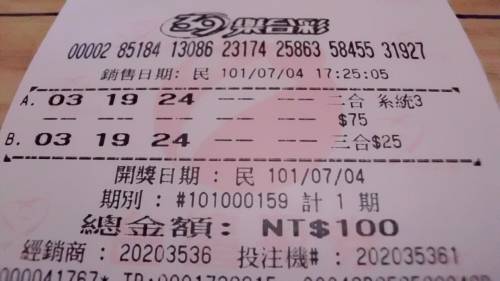 39 樂合彩
00002 85184 13086 23174 25863 58455 31927
銷售日期: 民 101/07/04 17:25:05
A. 03 19 24 -- -- -- 二合 系統3
-- -- -- -- -- -- $75
B. 03 19 24 -- -- -- 三合$25
開獎日期 : 民 101/07/04
期別 : #101000159 計 1 期
總金額: NT$100
經銷商 : 20203536 投注機# : 202035361